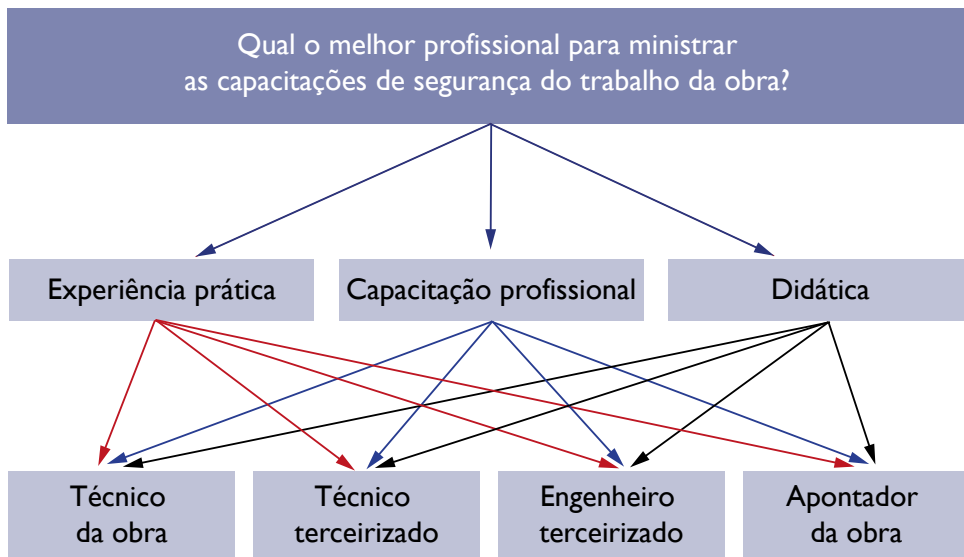 Qual o melhor profissional para ministrar
as capacitações de segurança do trabalho da obra?
Experiência prática
Capacitação profissional
Didática
Técnico
da obra
Técnico
terceirizado
Engenheiro
terceirizado
Apontador
da obra